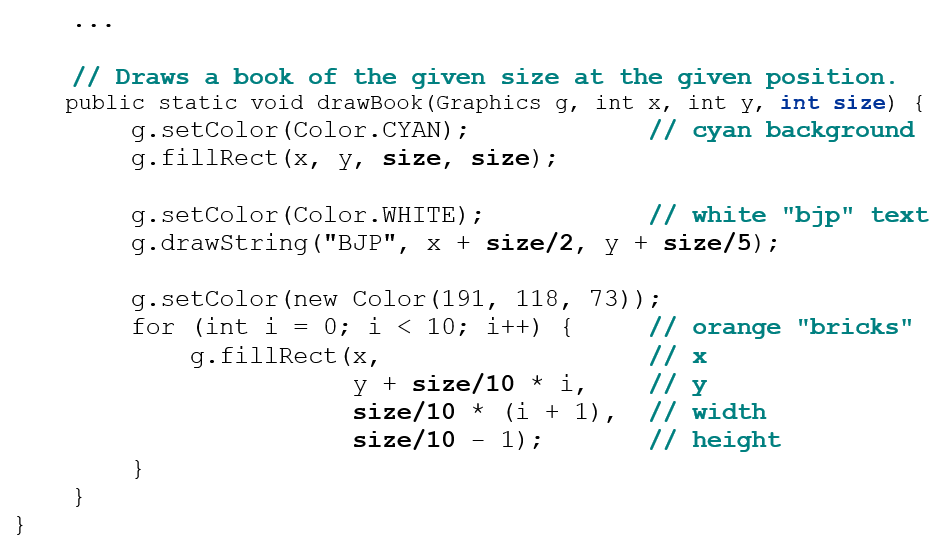 ...
// Draws a book of the given size at the given position.
public static void drawBook(Graphics g, int x, int y, int size) {
g.setColor(Color.CYAN); // cyan background
g.fillRect(x, y, size, size);
g.setColor(Color.WHITE); // white "bjp" text
g.drawString("BJP", x + size/2, y + size/5);
g.setColor(new Color(191, 118, 73));
for (int i = 0; i < 10; i++) { // orange "bricks"
g.fillRect(x, // x
y + size/10 * i, // y
size/10 * (i + 1), // width
size/10 – 1); // height
}
}
}